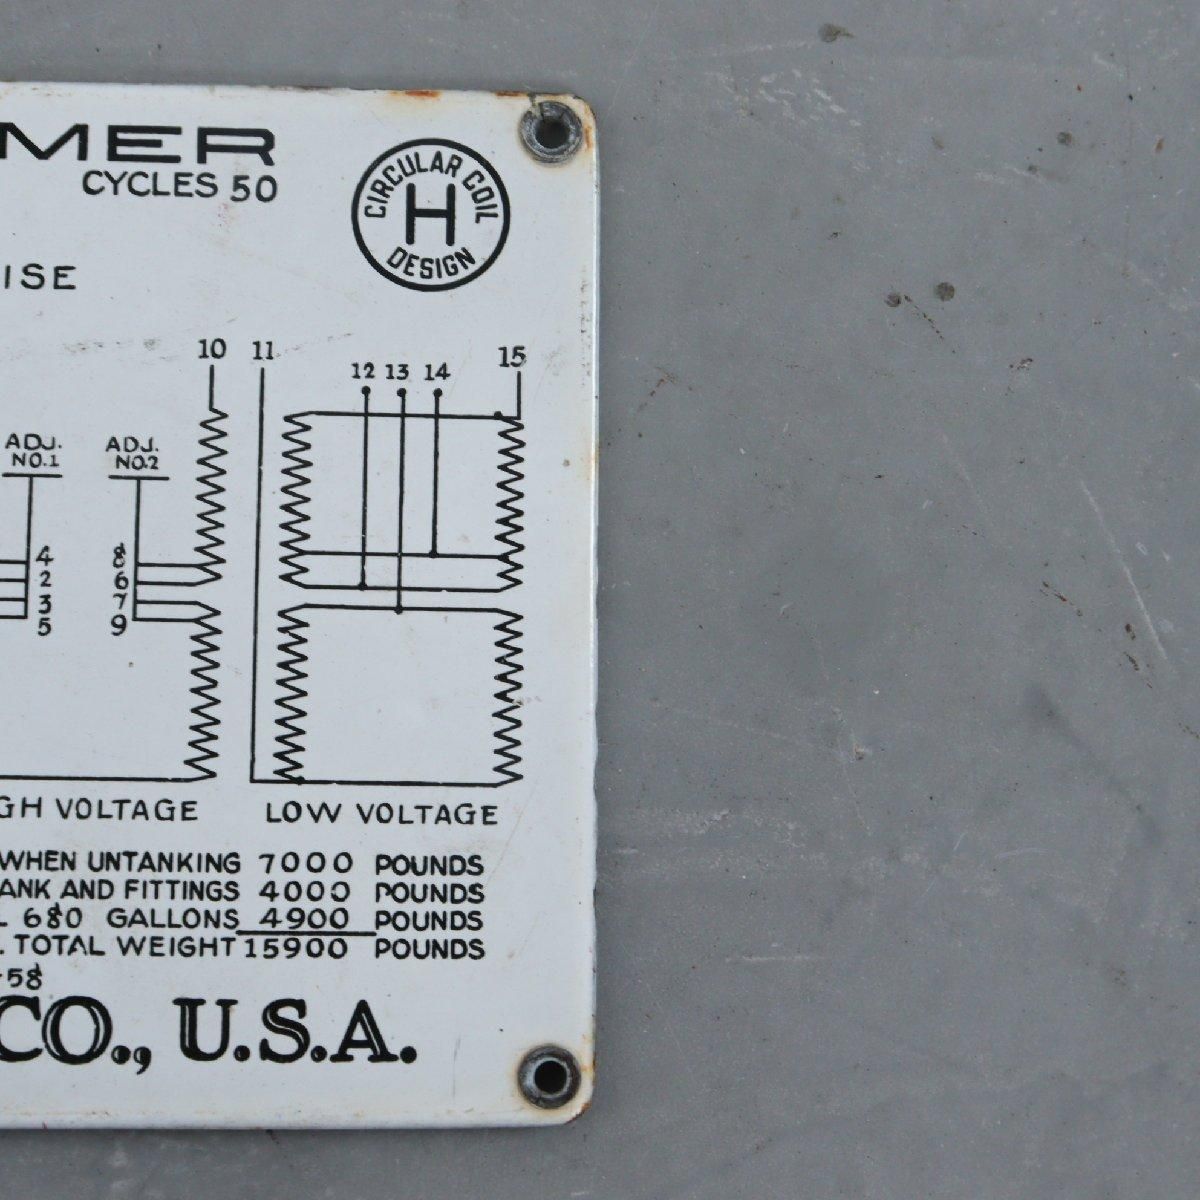 MER
CYCLES 50
CIRCULAR COIL
H
DESIGN
ISE
10 11 12 13 14 15
ADJ. NO.1
ADJ. NO.2
4
2
3
5
8
6
7
9
GH VOLTAGE LOW VOLTAGE
WHEN UNTANKING 7000 POUNDS
ANK AND FITTINGS 4000 POUNDS
L 680 GALLONS 4900 POUNDS
TOTAL WEIGHT 15900 POUNDS
-58
CO., U.S.A.